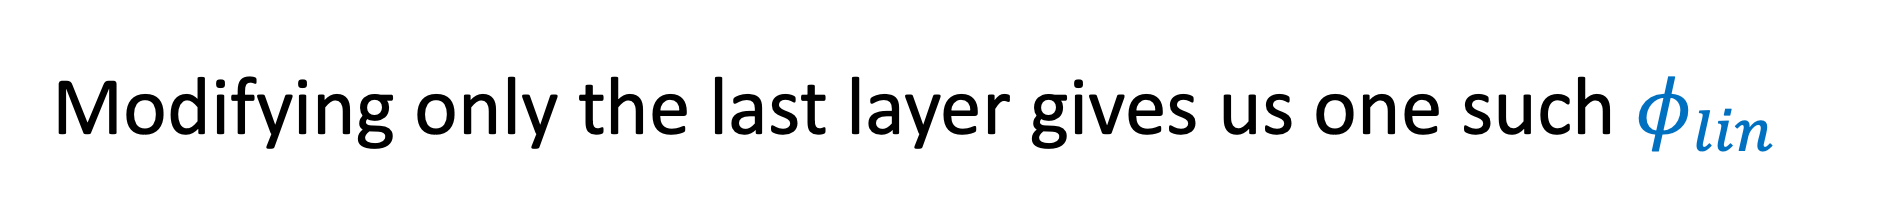 Modifying only the last layer gives us one such ϕ_lin